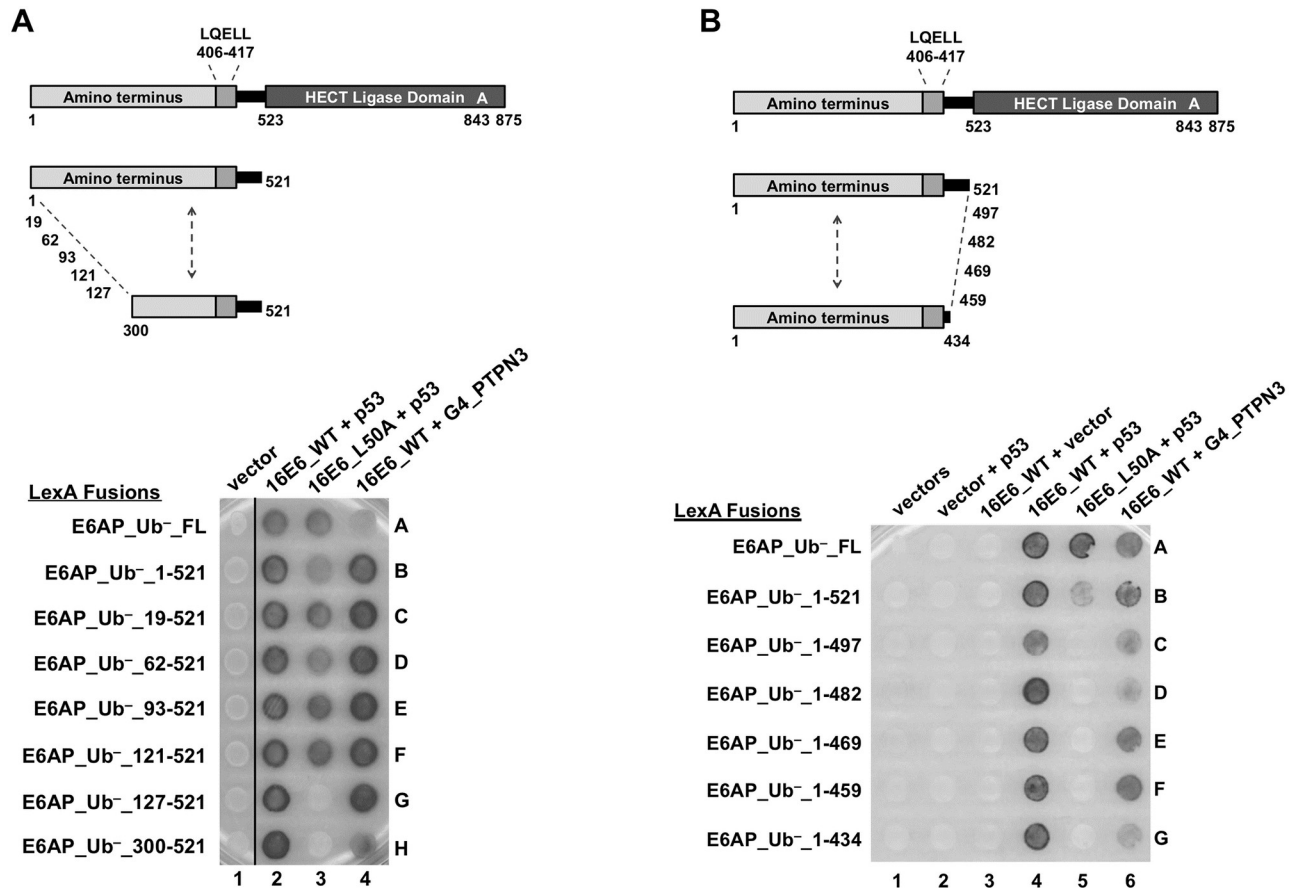 A
LQELL
406-417
Amino terminus
HECT Ligase Domain A
1
523
843 875
Amino terminus
521
1
19
62
93
121
127
521
300
vector
16E6_WT + p53
16E6_L50A + p53
16E6_WT + G4_PTPN3
LexA Fusions
E6AP_Ub⁻_FL A
E6AP_Ub⁻_1-521 B
E6AP_Ub⁻_19-521 C
E6AP_Ub⁻_62-521 D
E6AP_Ub⁻_93-521 E
E6AP_Ub⁻_121-521 F
E6AP_Ub⁻_127-521 G
E6AP_Ub⁻_300-521 H
1 2 3 4
B
LQELL
406-417
Amino terminus
HECT Ligase Domain A
1
523
843 875
Amino terminus
521
1
497
482
469
459
Amino terminus
1
434
vectors
vector + p53
16E6_WT + vector
16E6_WT + p53
16E6_L50A + p53
16E6_WT + G4_PTPN3
LexA Fusions
E6AP_Ub⁻_FL A
E6AP_Ub⁻_1-521 B
E6AP_Ub⁻_1-497 C
E6AP_Ub⁻_1-482 D
E6AP_Ub⁻_1-469 E
E6AP_Ub⁻_1-459 F
E6AP_Ub⁻_1-434 G
1 2 3 4 5 6